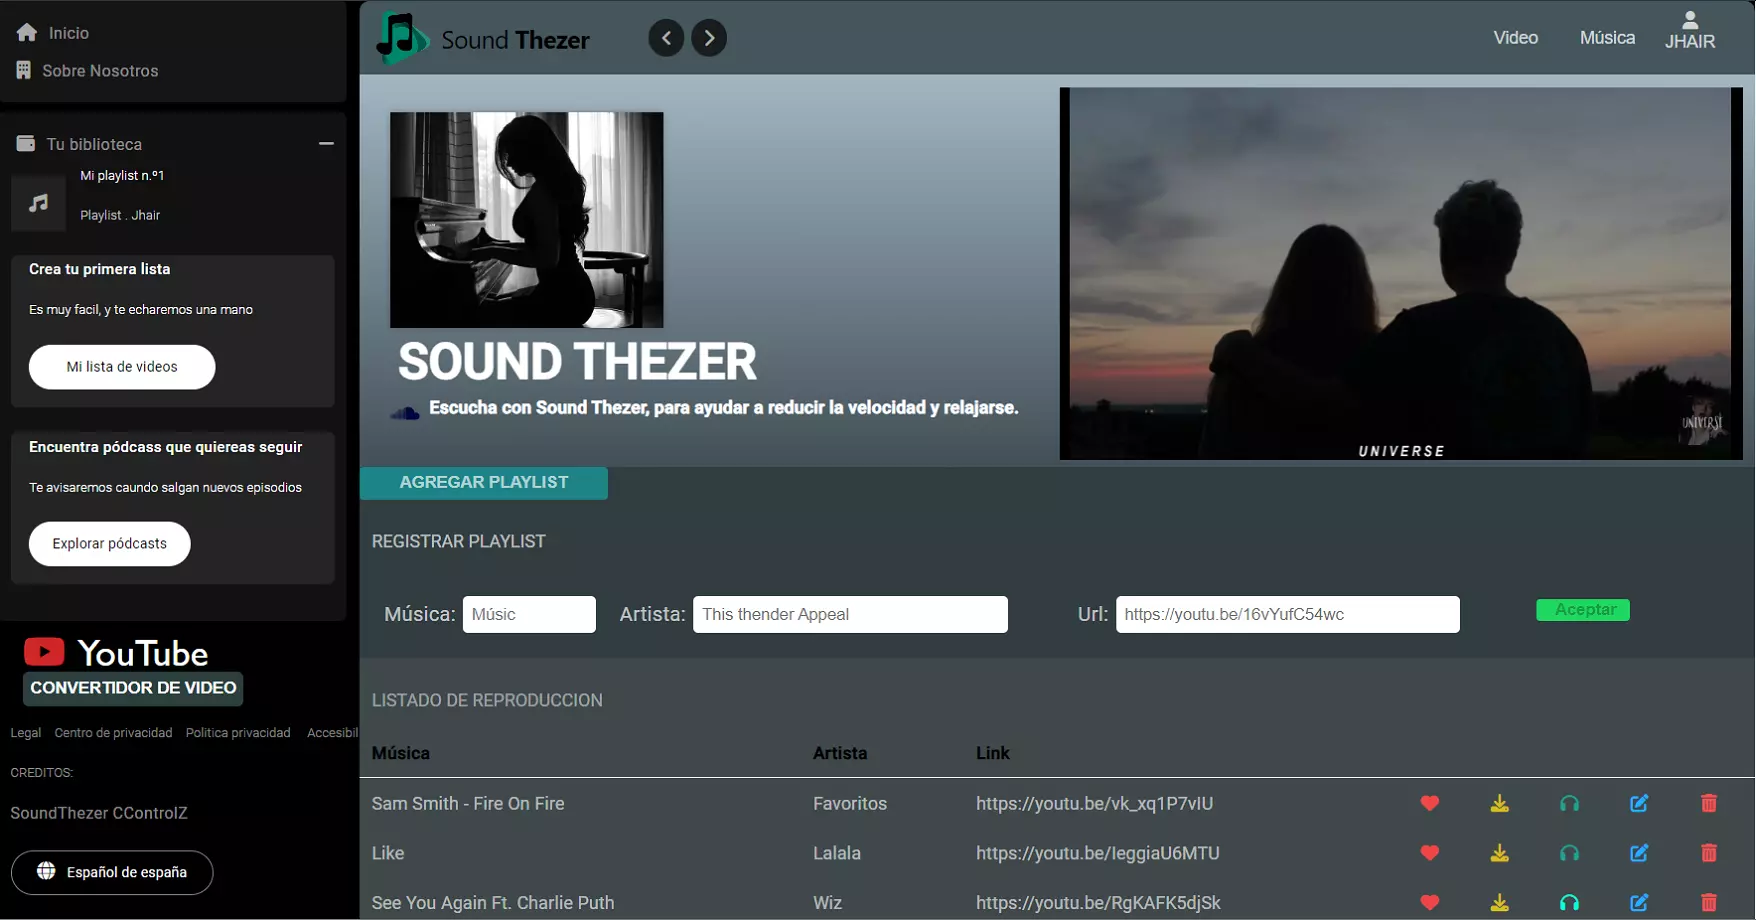 Inicio
Sobre Nosotros
Tu biblioteca
Mi playlist n.º1
Playlist . Jhair
Crea tu primera lista
Es muy facil, y te echaremos una mano
Mi lista de videos
Encuentra pódcass que quiereas seguir
Te avisaremos caundo salgan nuevos episodios
Explorar pódcasts
YouTube
CONVERTIDOR DE VIDEO
Legal Centro de privacidad Politica privacidad Accesibil
CREDITOS:
SoundThezer CControlZ
Español de españa
Sound Thezer
Video Música JHAIR
SOUND THEZER
Escucha con Sound Thezer, para ayudar a reducir la velocidad y relajarse.
UNIVERSE
UNIVERSE
AGREGAR PLAYLIST
REGISTRAR PLAYLIST
Música: Músic Artista: This thender Appeal Url: https://youtu.be/16vYufC54wc Aceptar
LISTADO DE REPRODUCCION
Música Artista Link
Sam Smith - Fire On Fire Favoritos https://youtu.be/vk_xq1P7vIU
Like Lalala https://youtu.be/IeggiaU6MTU
See You Again Ft. Charlie Puth Wiz https://youtu.be/RgKAFK5djSk